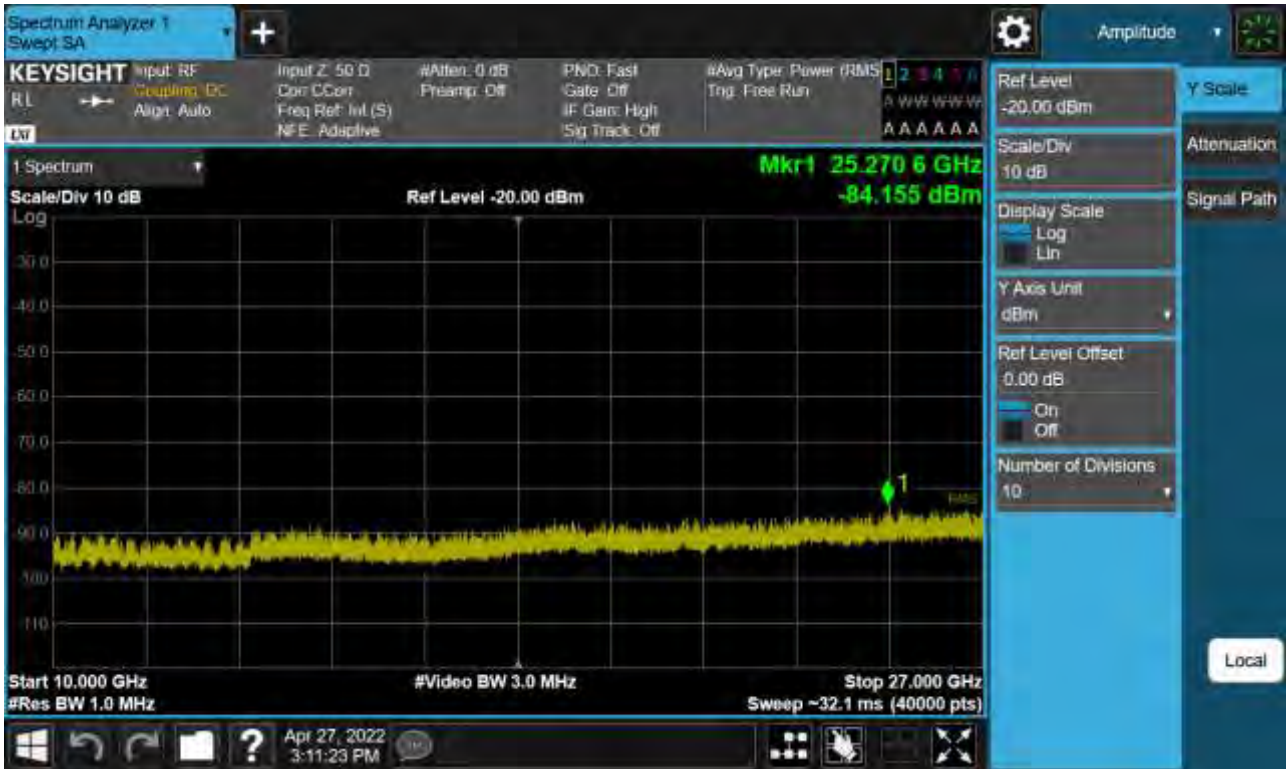 Spectrum Analyzer 1
Swept SA
+
Amplitude
KEYSIGHT
RL
Input: RF
Coupling: DC
Align: Auto
Input Z: 50 Ω
Corr CCorr
Freq Ref: Int (S)
NFE: Adaptive
#Atten: 0 dB
Preamp: Off
PNO: Fast
Gate: Off
IF Gain: High
Sig Track: Off
#Avg Type: Power (RMS
Trig: Free Run
1 2 3 4 5 6
A W W W W W
A A A A A A
1 Spectrum
Mkr1 25.270 6 GHz
-84.155 dBm
Scale/Div 10 dB
Ref Level -20.00 dBm
Log
-30.0
-40.0
-50.0
-60.0
-70.0
-80.0
-90.0
-100
-110
1
RMS
Start 10.000 GHz
#Video BW 3.0 MHz
Stop 27.000 GHz
#Res BW 1.0 MHz
Sweep ~32.1 ms (40000 pts)
Ref Level
-20.00 dBm
Scale/Div
10 dB
Display Scale
Log
Lin
Y Axis Unit
dBm
Ref Level Offset
0.00 dB
On
Off
Number of Divisions
10
Y Scale
Attenuation
Signal Path
Local
?
Apr 27, 2022
3:11:23 PM